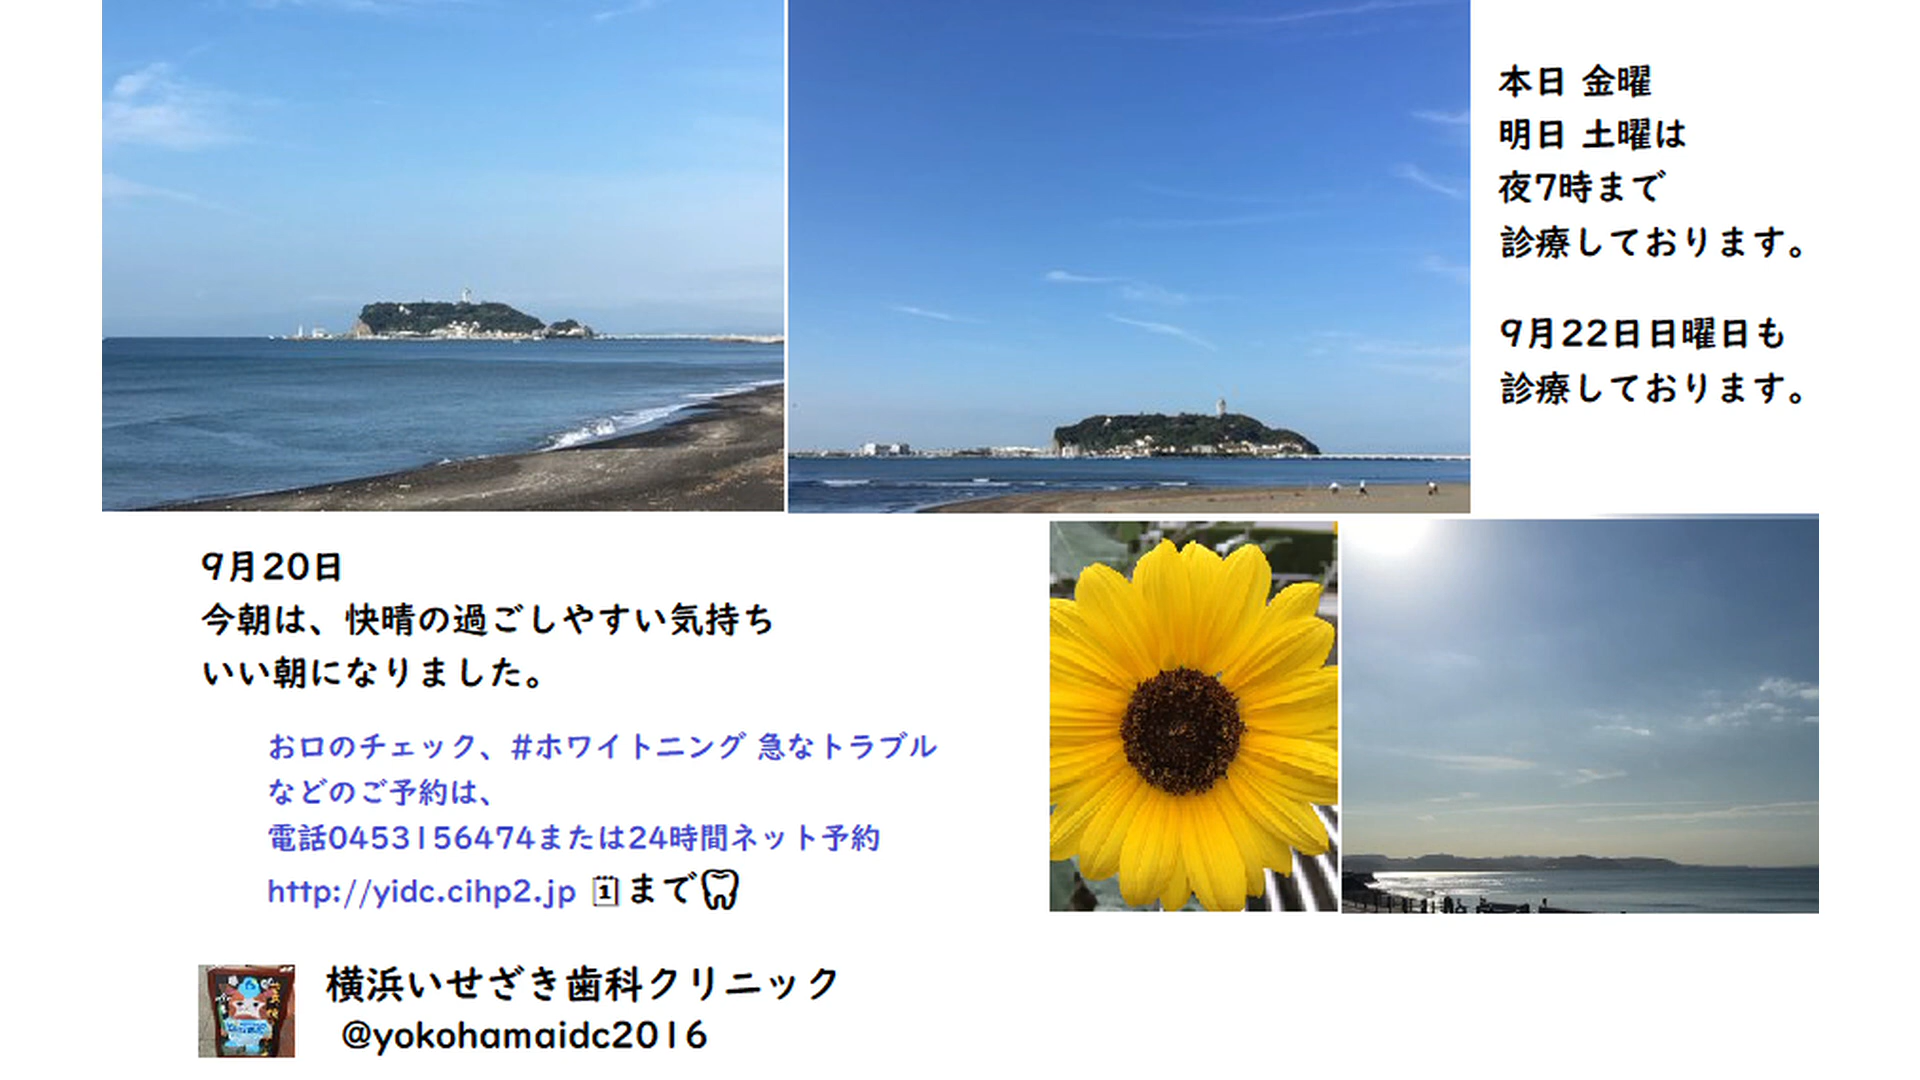 本日 金曜
明日 土曜は
夜7時まで
診療しております。
9月22日日曜日も
診療しております。
9月20日
今朝は、快晴の過ごしやすい気持ち
いい朝になりました。
お口のチェック、#ホワイトニング 急なトラブル
などのご予約は、
電話0453156474または24時間ネット予約
http://yidc.cihp2.jp 🗓まで🦷
横浜いせざき歯科クリニック
@yokohamaidc2016